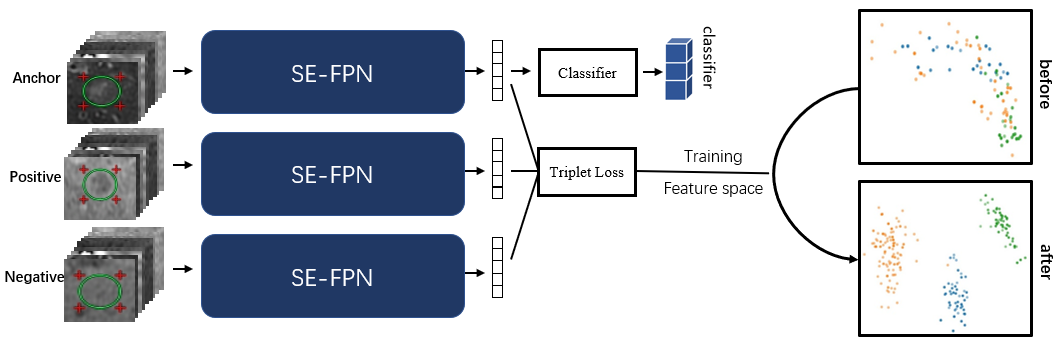 Anchor
SE-FPN
Classifier
classifier
before
Positive
SE-FPN
Triplet Loss
Training
Feature space
Negative
SE-FPN
after